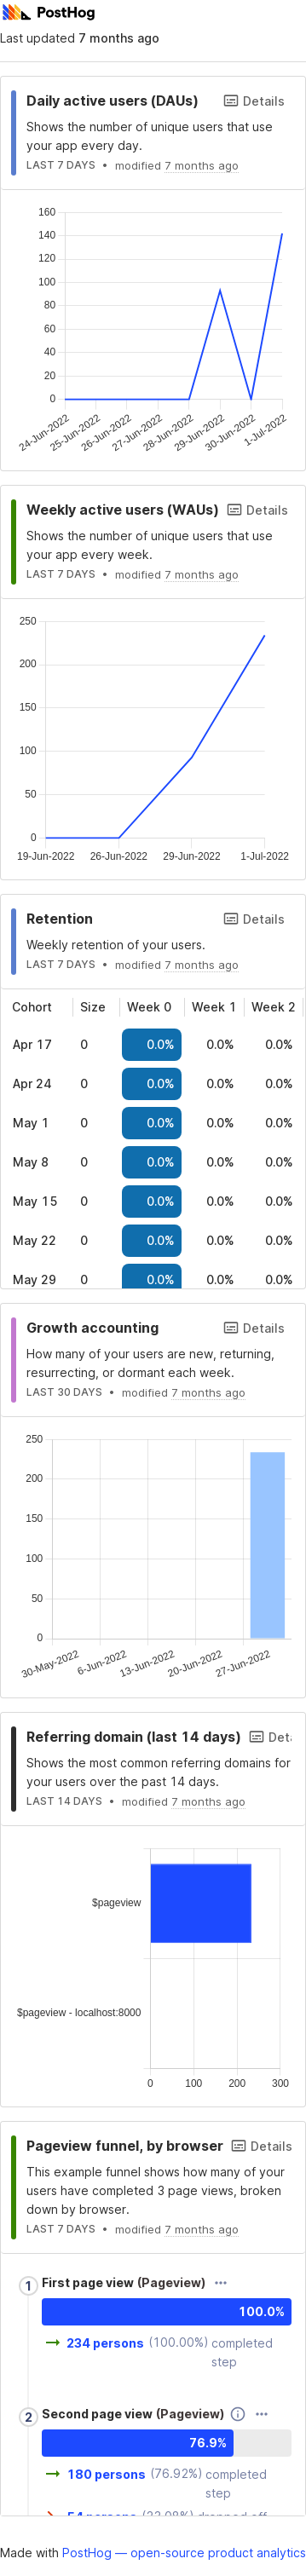 PostHog
Last updated 7 months ago
Daily active users (DAUs) Details
Shows the number of unique users that use
your app every day.
LAST 7 DAYS • modified 7 months ago
160
140
120
100
80
60
40
20
0
24-Jun-2022 25-Jun-2022 26-Jun-2022 27-Jun-2022 28-Jun-2022 29-Jun-2022 30-Jun-2022 1-Jul-2022
Weekly active users (WAUs) Details
Shows the number of unique users that use
your app every week.
LAST 7 DAYS • modified 7 months ago
250
200
150
100
50
0
19-Jun-2022 26-Jun-2022 29-Jun-2022 1-Jul-2022
Retention Details
Weekly retention of your users.
LAST 7 DAYS • modified 7 months ago
Cohort Size Week 0 Week 1 Week 2
Apr 17 0 0.0% 0.0% 0.0%
Apr 24 0 0.0% 0.0% 0.0%
May 1 0 0.0% 0.0% 0.0%
May 8 0 0.0% 0.0% 0.0%
May 15 0 0.0% 0.0% 0.0%
May 22 0 0.0% 0.0% 0.0%
May 29 0 0.0% 0.0% 0.0%
Growth accounting Details
How many of your users are new, returning,
resurrecting, or dormant each week.
LAST 30 DAYS • modified 7 months ago
250
200
150
100
50
0
30-May-2022 6-Jun-2022 13-Jun-2022 20-Jun-2022 27-Jun-2022
Referring domain (last 14 days)
Shows the most common referring domains for
your users over the past 14 days.
LAST 14 DAYS • modified 7 months ago
$pageview
$pageview - localhost:8000
0 100 200 300
Pageview funnel, by browser Details
This example funnel shows how many of your
users have completed 3 page views, broken
down by browser.
LAST 7 DAYS • modified 7 months ago
1 First page view (Pageview)
100.0%
234 persons (100.00%) completed
step
2 Second page view (Pageview)
76.9%
180 persons (76.92%) completed
step
54 persons (23.08%) dropped off
Made with PostHog — open-source product analytics